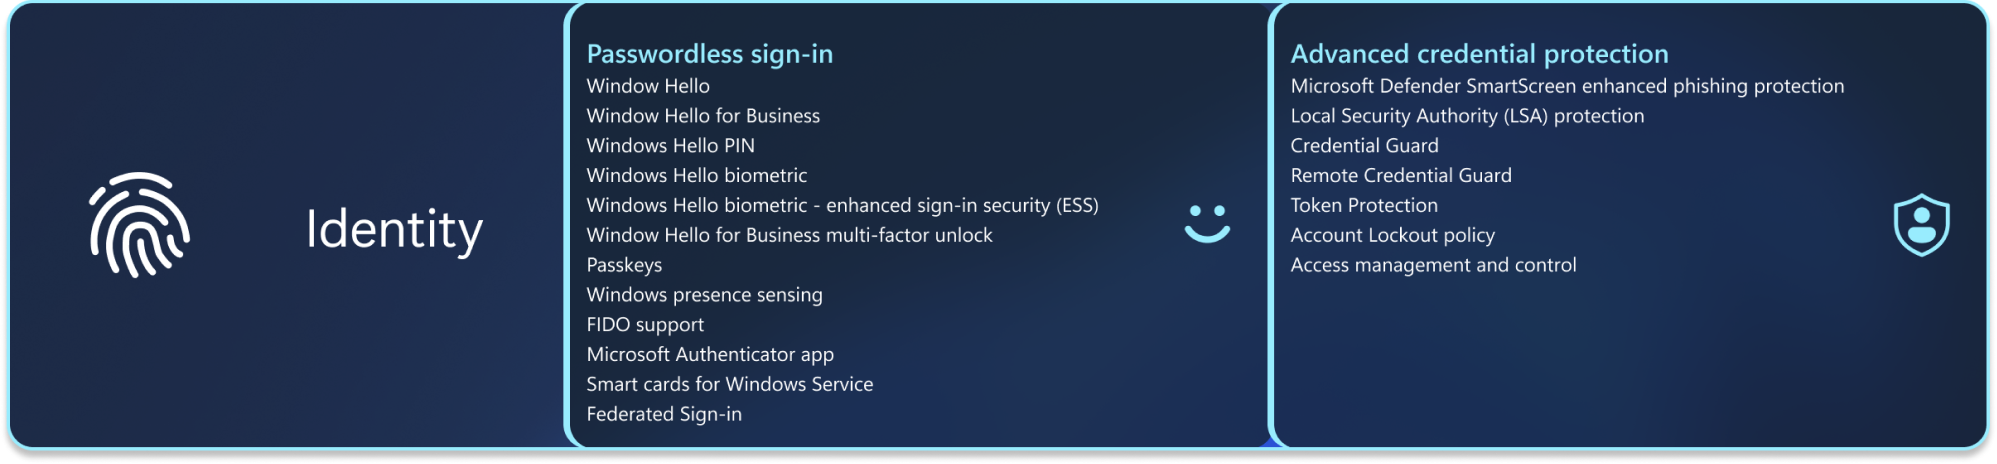 Identity
Passwordless sign-in
Window Hello
Window Hello for Business
Windows Hello PIN
Windows Hello biometric
Windows Hello biometric - enhanced sign-in security (ESS)
Window Hello for Business multi-factor unlock
Passkeys
Windows presence sensing
FIDO support
Microsoft Authenticator app
Smart cards for Windows Service
Federated Sign-in
Advanced credential protection
Microsoft Defender SmartScreen enhanced phishing protection
Local Security Authority (LSA) protection
Credential Guard
Remote Credential Guard
Token Protection
Account Lockout policy
Access management and control